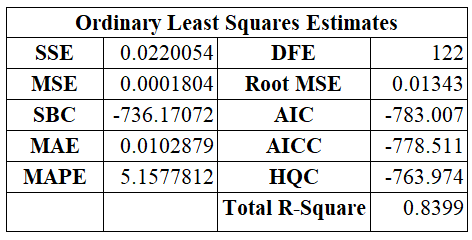 Ordinary Least Squares Estimates
SSE 0.0220054 DFE 122
MSE 0.0001804 Root MSE 0.01343
SBC -736.17072 AIC -783.007
MAE 0.0102879 AICC -778.511
MAPE 5.1577812 HQC -763.974
Total R-Square 0.8399